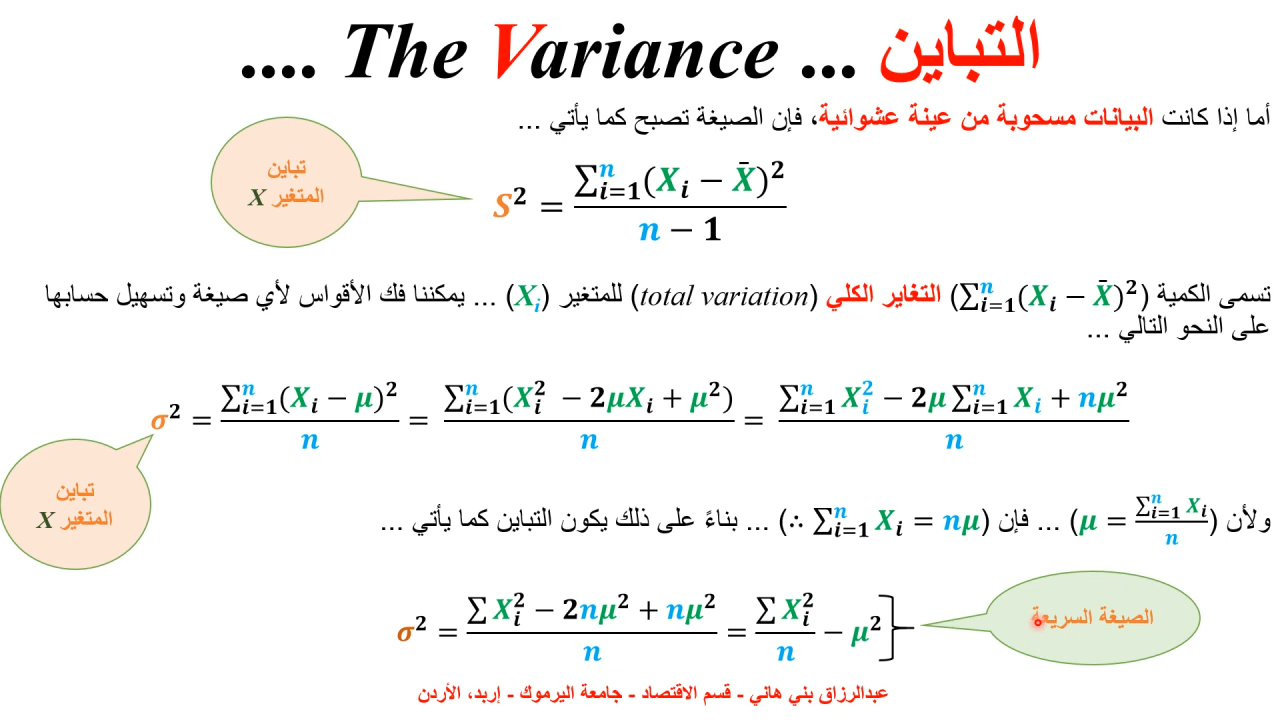 التباين ... The Variance ....
أما إذا كانت البيانات مسحوبة من عينة عشوائية، فإن الصيغة تصبح كما يأتي ...
تباين
المتغير X
S² = ∑ⁿᵢ₌₁(Xᵢ − X̄)² / (n − 1)
تسمى الكمية (∑ⁿᵢ₌₁(Xᵢ − X̄)²) التغاير الكلي (total variation) للمتغير (Xᵢ) ... يمكننا فك الأقواس لأي صيغة وتسهيل حسابها
على النحو التالي ...
σ² = ∑ⁿᵢ₌₁(Xᵢ − μ)² / n = ∑ⁿᵢ₌₁(Xᵢ² − 2μXᵢ + μ²) / n = (∑ⁿᵢ₌₁ Xᵢ² − 2μ ∑ⁿᵢ₌₁ Xᵢ + nμ²) / n
تباين
المتغير X
ولأن (μ = ∑ⁿᵢ₌₁ Xᵢ / n) ... فإن (∴ ∑ⁿᵢ₌₁ Xᵢ = nμ) ... بناءً على ذلك يكون التباين كما يأتي ...
σ² = (∑ Xᵢ² − 2nμ² + nμ²) / n = ∑ Xᵢ² / n − μ²
الصيغة السريعة
عبدالرزاق بني هاني - قسم الاقتصاد - جامعة اليرموك - إربد، الأردن